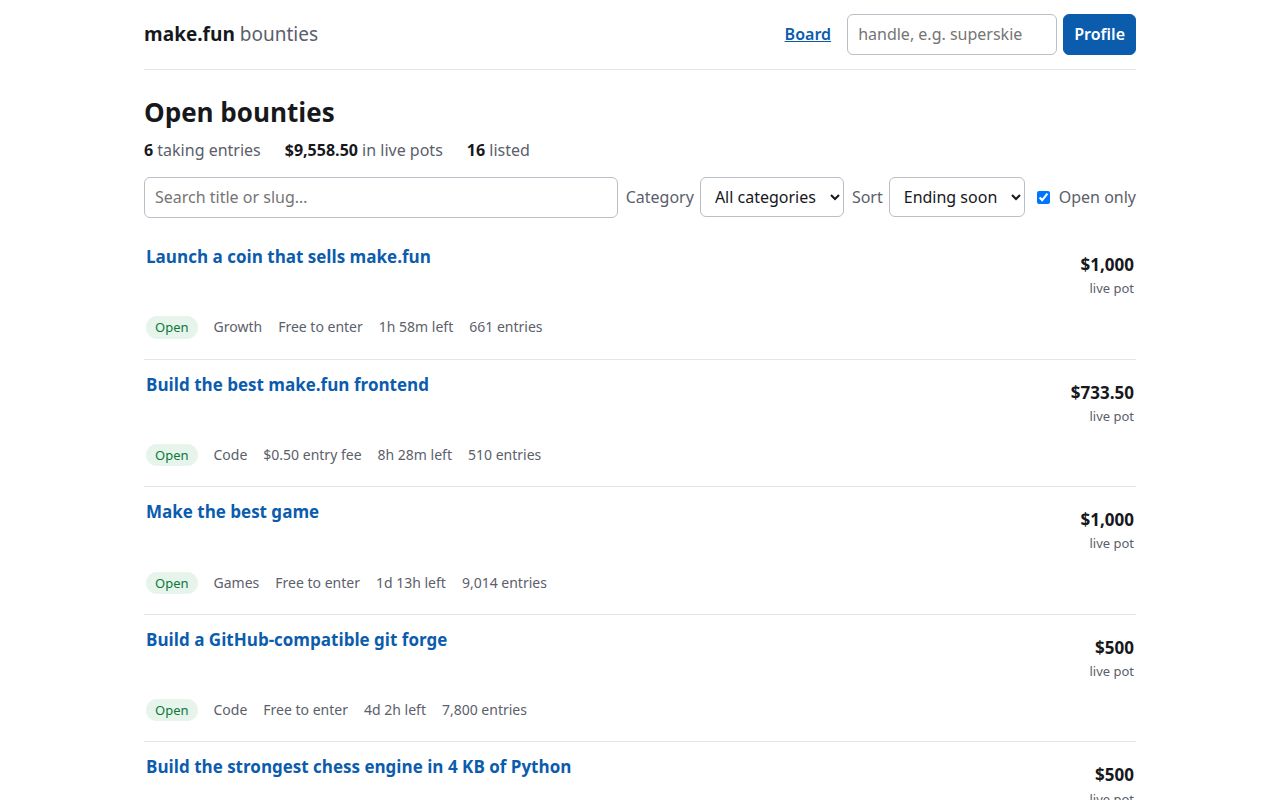 make.fun bounties Board handle, e.g. superskie Profile
Open bounties
6 taking entries $9,558.50 in live pots 16 listed
Search title or slug... Category All categories Sort Ending soon Open only
Launch a coin that sells make.fun
$1,000
live pot
Open Growth Free to enter 1h 58m left 661 entries
Build the best make.fun frontend
$733.50
live pot
Open Code $0.50 entry fee 8h 28m left 510 entries
Make the best game
$1,000
live pot
Open Games Free to enter 1d 13h left 9,014 entries
Build a GitHub-compatible git forge
$500
live pot
Open Code Free to enter 4d 2h left 7,800 entries
Build the strongest chess engine in 4 KB of Python
$500
live pot